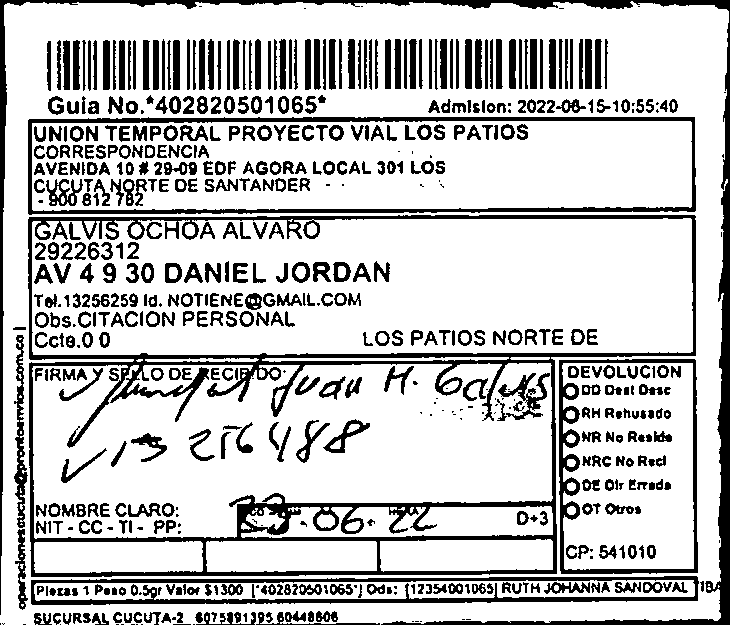 Guia No.*402820501065*
Admision: 2022-06-15-10:55:40
UNION TEMPORAL PROYECTO VIAL LOS PATIOS
CORRESPONDENCIA
AVENIDA 10 # 29-09 EDF AGORA LOCAL 301 LOS
CUCUTA NORTE DE SANTANDER
- 900 812 782
GALVIS OCHOA ALVARO
29226312
AV 4 9 30 DANIEL JORDAN
Tel.13256259 Id. NOTIENE@GMAIL.COM
Obs.CITACION PERSONAL
Ccte.0 0 LOS PATIOS NORTE DE
operacionescucuta@prontoenvios.com.co
FIRMA Y SELLO DE RECIBIDO:
Juan H. Galvis
13 256 488
NOMBRE CLARO:
NIT - CC - TI - PP:
23-06-22
D+3
DEVOLUCION
DD Dest Desc
RH Rehusado
NR No Reside
NRC No Recl
DE Dir Errada
OT Otros
CP: 541010
Piezas 1 Peso 0.5gr Valor $1300 [*402820501065*] Ods: [12354001065] RUTH JOHANNA SANDOVAL TIBA
SUCURSAL CUCUTA-2 6075891395 60448606